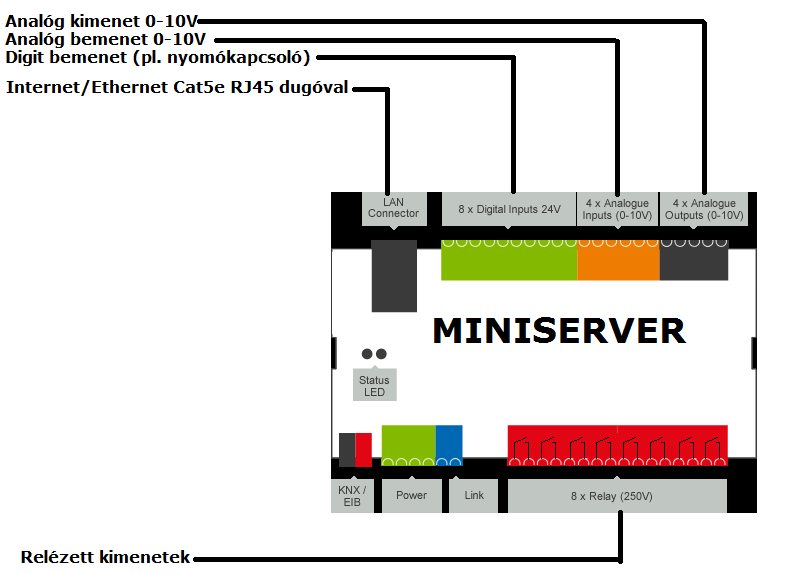 Analóg kimenet 0-10V
Analóg bemenet 0-10V
Digit bemenet (pl. nyomókapcsoló)
Internet/Ethernet Cat5e RJ45 dugóval
LAN
Connector
8 x Digital Inputs 24V
4 x Analogue
Inputs (0-10V)
4 x Analogue
Outputs (0-10V)
MINISERVER
Status
LED
KNX /
EIB
Power
Link
8 x Relay (250V)
Relézett kimenetek